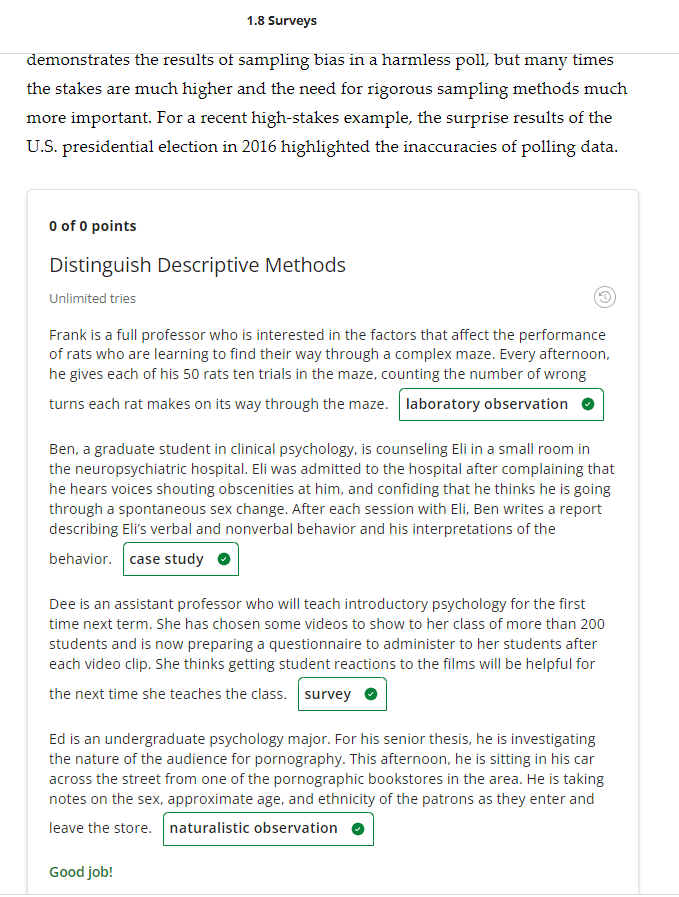 1.8 Surveys
demonstrates the results of sampling bias in a harmless poll, but many times
the stakes are much higher and the need for rigorous sampling methods much
more important. For a recent high-stakes example, the surprise results of the
U.S. presidential election in 2016 highlighted the inaccuracies of polling data.
0 of 0 points
Distinguish Descriptive Methods
Unlimited tries
Frank is a full professor who is interested in the factors that affect the performance
of rats who are learning to find their way through a complex maze. Every afternoon,
he gives each of his 50 rats ten trials in the maze, counting the number of wrong
turns each rat makes on its way through the maze. laboratory observation
Ben, a graduate student in clinical psychology, is counseling Eli in a small room in
the neuropsychiatric hospital. Eli was admitted to the hospital after complaining that
he hears voices shouting obscenities at him, and confiding that he thinks he is going
through a spontaneous sex change. After each session with Eli, Ben writes a report
describing Eli’s verbal and nonverbal behavior and his interpretations of the
behavior. case study
Dee is an assistant professor who will teach introductory psychology for the first
time next term. She has chosen some videos to show to her class of more than 200
students and is now preparing a questionnaire to administer to her students after
each video clip. She thinks getting student reactions to the films will be helpful for
the next time she teaches the class. survey
Ed is an undergraduate psychology major. For his senior thesis, he is investigating
the nature of the audience for pornography. This afternoon, he is sitting in his car
across the street from one of the pornographic bookstores in the area. He is taking
notes on the sex, approximate age, and ethnicity of the patrons as they enter and
leave the store. naturalistic observation
Good job!